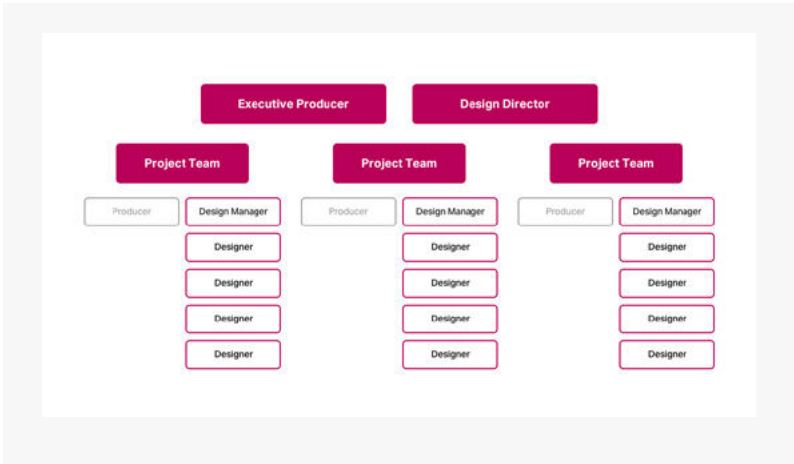 Executive Producer
Design Director
Project Team
Project Team
Project Team
Producer
Design Manager
Producer
Design Manager
Producer
Design Manager
Designer
Designer
Designer
Designer
Designer
Designer
Designer
Designer
Designer
Designer
Designer
Designer